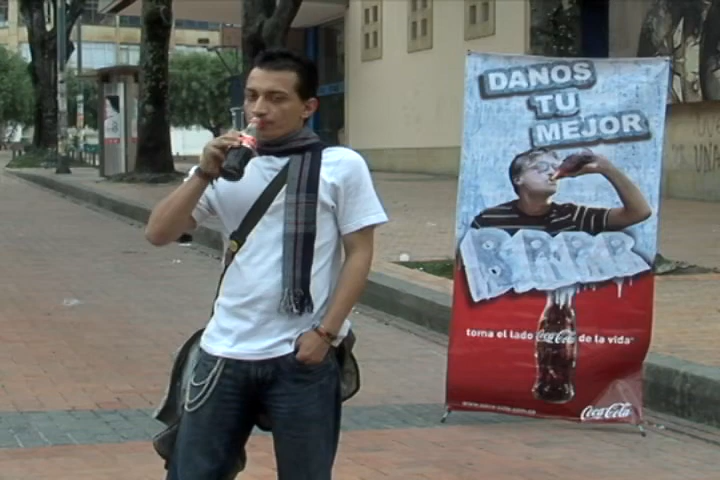 DANOS
TU
MEJOR
BRRR
toma el lado Coca-Cola de la vida
Coca-Cola